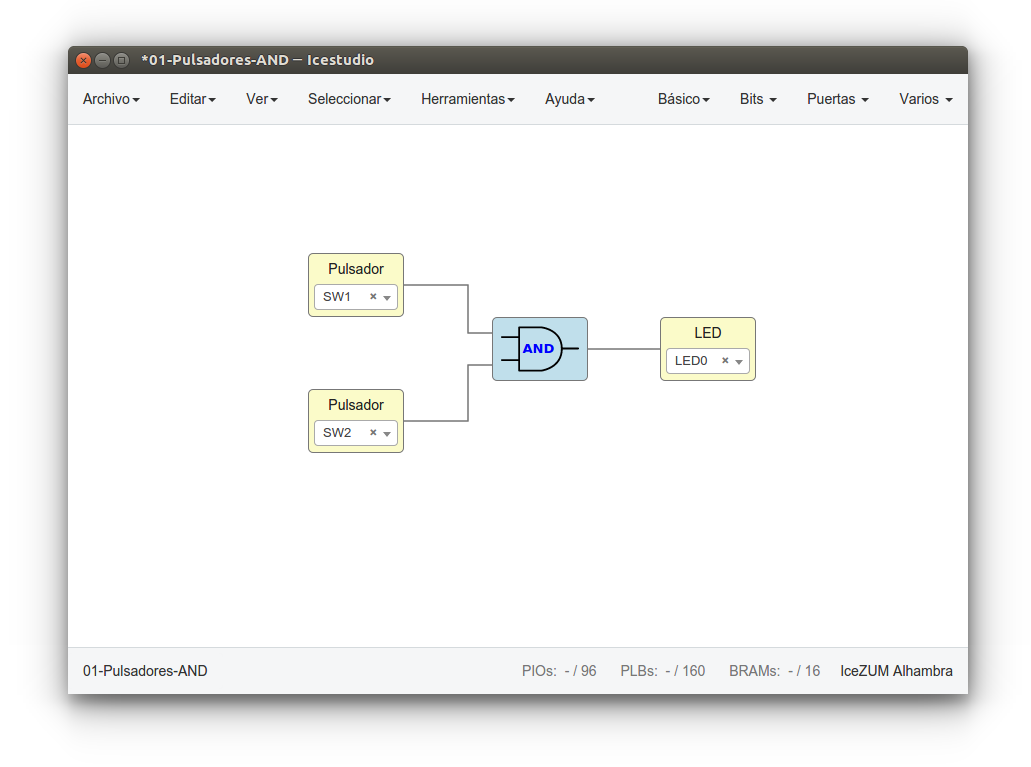 *01-Pulsadores-AND — Icestudio
Archivo Editar Ver Seleccionar Herramientas Ayuda Básico Bits Puertas Varios
Pulsador
SW1
AND
LED
LED0
Pulsador
SW2
01-Pulsadores-AND PIOs: - / 96 PLBs: - / 160 BRAMs: - / 16 IceZUM Alhambra